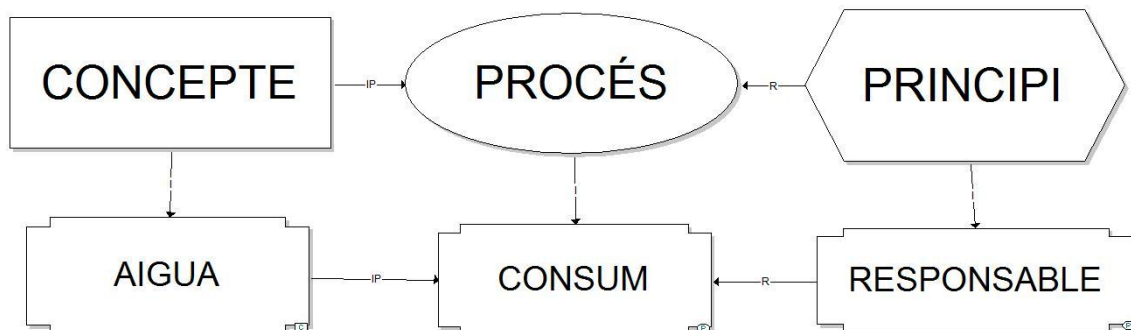 CONCEPTE
IP
PROCÉS
R
PRINCIPI
AIGUA
IP
CONSUM
R
RESPONSABLE
C
P